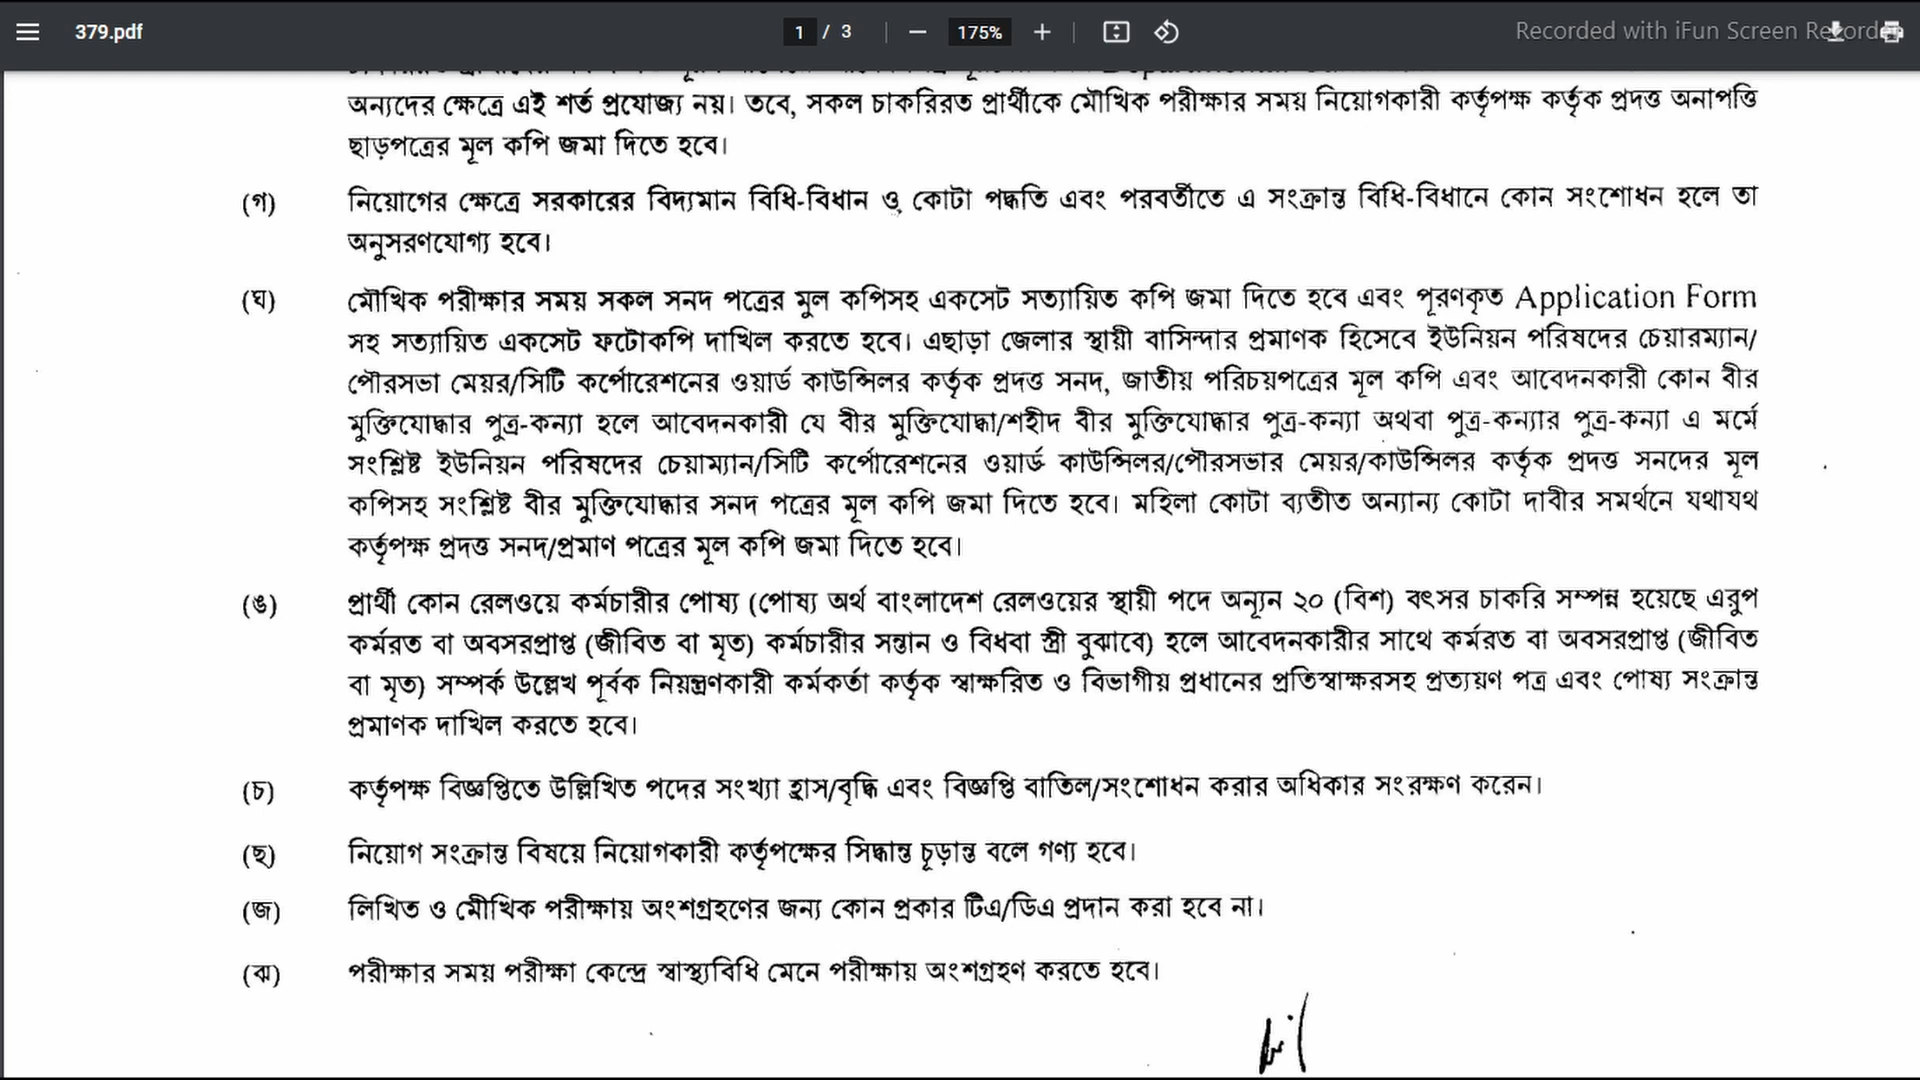 379.pdf
1 / 3
175%
Recorded with iFun Screen Recorder
অন্যদের ক্ষেত্রে এই শর্ত প্রযোজ্য নয়। তবে, সকল চাকরিরত প্রার্থীকে মৌখিক পরীক্ষার সময় নিয়োগকারী কর্তৃপক্ষ কর্তৃক প্রদত্ত অনাপত্তি
ছাড়পত্রের মূল কপি জমা দিতে হবে।
(গ) নিয়োগের ক্ষেত্রে সরকারের বিদ্যমান বিধি-বিধান ও কোটা পদ্ধতি এবং পরবর্তীতে এ সংক্রান্ত বিধি-বিধানে কোন সংশোধন হলে তা
অনুসরণযোগ্য হবে।
(ঘ) মৌখিক পরীক্ষার সময় সকল সনদ পত্রের মুল কপিসহ একসেট সত্যায়িত কপি জমা দিতে হবে এবং পূরণকৃত Application Form
সহ সত্যায়িত একসেট ফটোকপি দাখিল করতে হবে। এছাড়া জেলার স্থায়ী বাসিন্দার প্রমাণক হিসেবে ইউনিয়ন পরিষদের চেয়ারম্যান/
পৌরসভা মেয়র/সিটি কর্পোরেশনের ওয়ার্ড কাউন্সিলর কর্তৃক প্রদত্ত সনদ, জাতীয় পরিচয়পত্রের মূল কপি এবং আবেদনকারী কোন বীর
মুক্তিযোদ্ধার পুত্র-কন্যা হলে আবেদনকারী যে বীর মুক্তিযোদ্ধা/শহীদ বীর মুক্তিযোদ্ধার পুত্র-কন্যা অথবা পুত্র-কন্যার পুত্র-কন্যা এ মর্মে
সংশ্লিষ্ট ইউনিয়ন পরিষদের চেয়াম্যান/সিটি কর্পোরেশনের ওয়ার্ড কাউন্সিলর/পৌরসভার মেয়র/কাউন্সিলর কর্তৃক প্রদত্ত সনদের মূল
কপিসহ সংশ্লিষ্ট বীর মুক্তিযোদ্ধার সনদ পত্রের মূল কপি জমা দিতে হবে। মহিলা কোটা ব্যতীত অন্যান্য কোটা দাবীর সমর্থনে যথাযথ
কর্তৃপক্ষ প্রদত্ত সনদ/প্রমাণ পত্রের মূল কপি জমা দিতে হবে।
(ঙ) প্রার্থী কোন রেলওয়ে কর্মচারীর পোষ্য (পোষ্য অর্থ বাংলাদেশ রেলওয়ের স্থায়ী পদে অন্যূন ২০ (বিশ) বৎসর চাকরি সম্পন্ন হয়েছে এরুপ
কর্মরত বা অবসরপ্রাপ্ত (জীবিত বা মৃত) কর্মচারীর সন্তান ও বিধবা স্ত্রী বুঝাবে) হলে আবেদনকারীর সাথে কর্মরত বা অবসরপ্রাপ্ত (জীবিত
বা মৃত) সম্পর্ক উল্লেখ পূর্বক নিয়ন্ত্রণকারী কর্মকর্তা কর্তৃক স্বাক্ষরিত ও বিভাগীয় প্রধানের প্রতিস্বাক্ষরসহ প্রত্যয়ণ পত্র এবং পোষ্য সংক্রান্ত
প্রমাণক দাখিল করতে হবে।
(চ) কর্তৃপক্ষ বিজ্ঞপ্তিতে উল্লিখিত পদের সংখ্যা হ্রাস/বৃদ্ধি এবং বিজ্ঞপ্তি বাতিল/সংশোধন করার অধিকার সংরক্ষণ করেন।
(ছ) নিয়োগ সংক্রান্ত বিষয়ে নিয়োগকারী কর্তৃপক্ষের সিদ্ধান্ত চূড়ান্ত বলে গণ্য হবে।
(জ) লিখিত ও মৌখিক পরীক্ষায় অংশগ্রহণের জন্য কোন প্রকার টিএ/ডিএ প্রদান করা হবে না।
(ঝ) পরীক্ষার সময় পরীক্ষা কেন্দ্রে স্বাস্থ্যবিধি মেনে পরীক্ষায় অংশগ্রহণ করতে হবে।